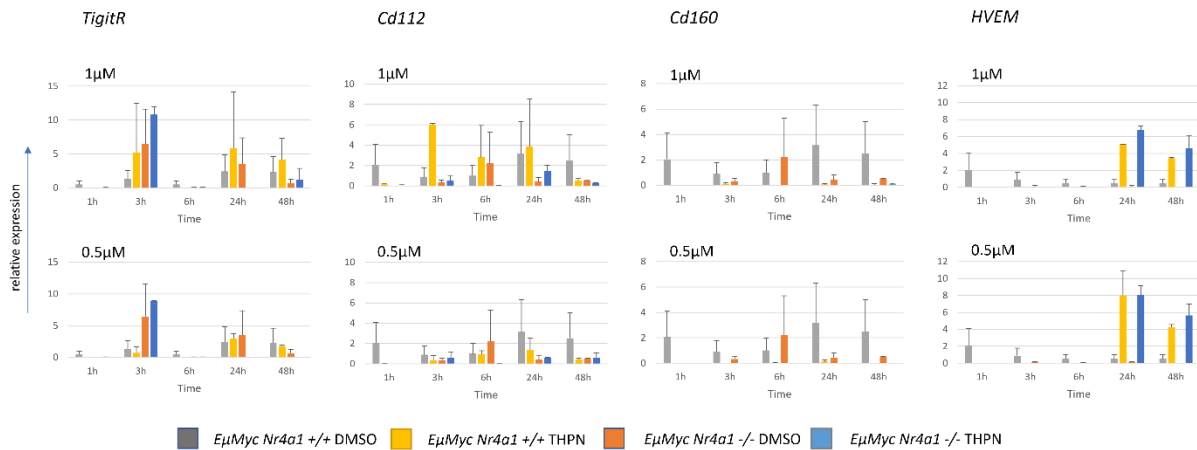 TigitR Cd112 Cd160 HVEM
1µM 1µM 1µM 1µM
15 10 8 12
10 8 6 10
5 6 4 8
0 4 2 6
2 0 4
0 2
0
1h 3h 6h 24h 48h 1h 3h 6h 24h 48h 1h 3h 6h 24h 48h 1h 3h 6h 24h 48h
Time Time Time Time
relative expression
0.5µM 0.5µM 0.5µM 0.5µM
15 10 8 12
10 8 6 10
5 6 4 8
0 4 2 6
2 0 4
0 2
0
1h 3h 6h 24h 48h 1h 3h 6h 24h 48h 1h 3h 6h 24h 48h 1h 3h 6h 24h 48h
Time Time Time Time
EµMyc Nr4a1 +/+ DMSO EµMyc Nr4a1 +/+ THPN EµMyc Nr4a1 -/- DMSO EµMyc Nr4a1 -/- THPN